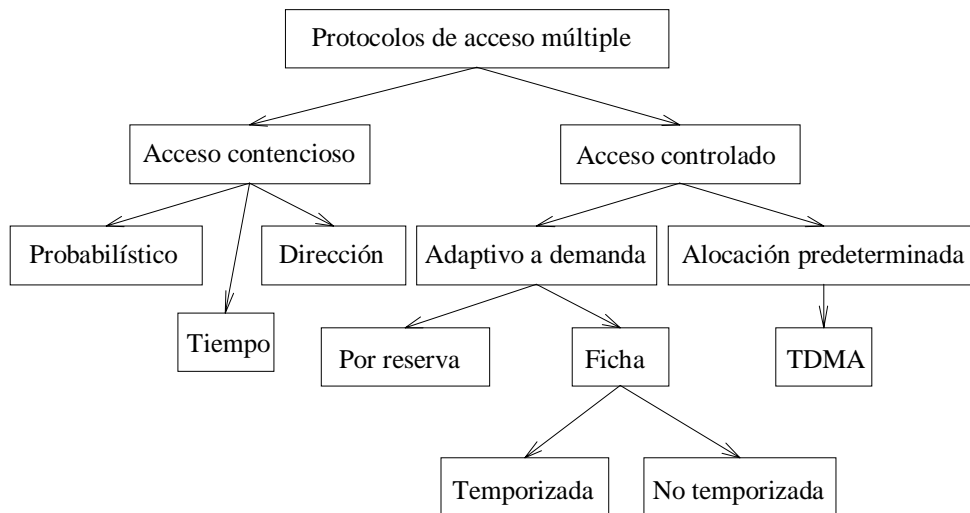 Protocolos de acceso múltiple
Acceso contencioso
Acceso controlado
Probabilístico
Dirección
Adaptivo a demanda
Alocación predeterminada
Tiempo
Por reserva
Ficha
TDMA
Temporizada
No temporizada